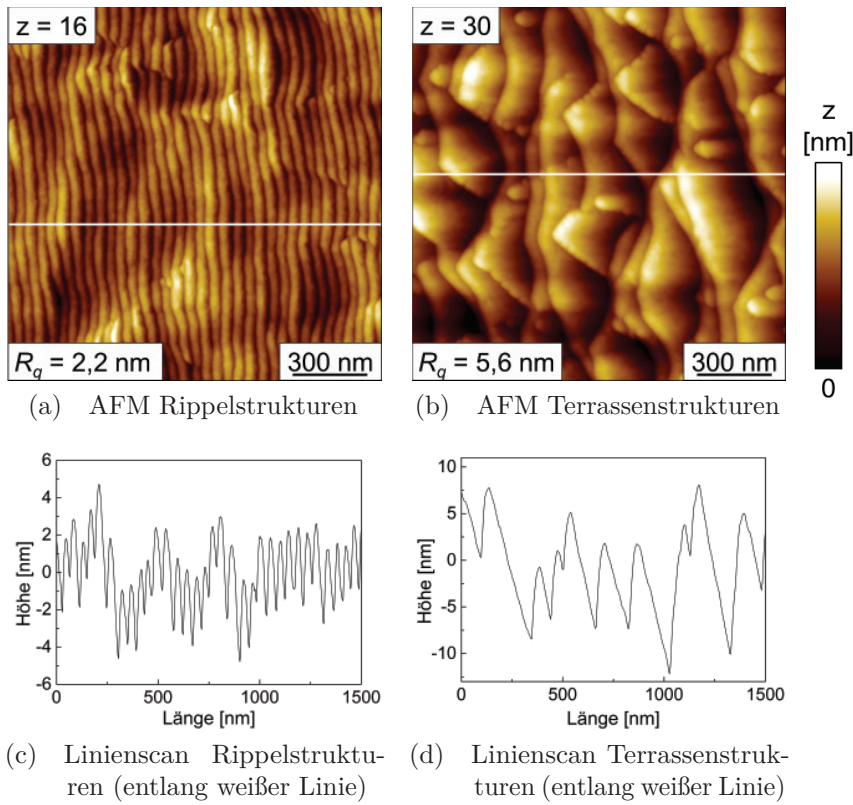 z = 16
z = 30
z
[nm]
0
R_q = 2,2 nm
300 nm
R_q = 5,6 nm
300 nm
(a) AFM Rippelstrukturen
(b) AFM Terrassenstrukturen
6
4
2
0
-2
-4
-6
Höhe [nm]
0 500 1000 1500
Länge [nm]
10
5
0
-5
-10
Höhe [nm]
0 500 1000 1500
Länge [nm]
(c) Linienscan Rippelstruktu-
ren (entlang weißer Linie)
(d) Linienscan Terrassenstruk-
turen (entlang weißer Linie)